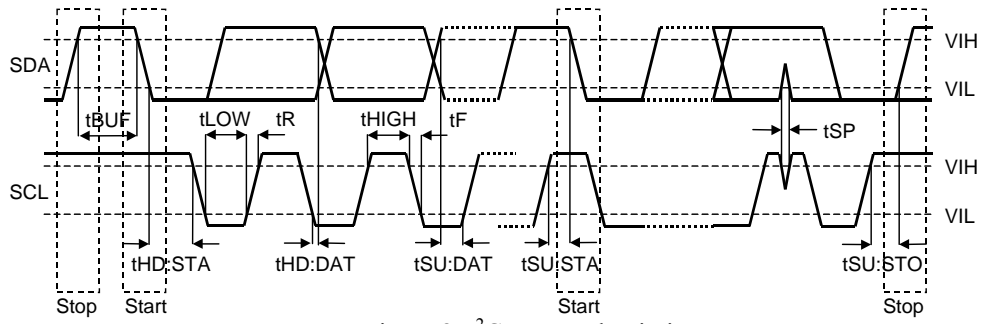 VIH
SDA
VIL
tBUF tLOW tR tHIGH tF
tSP
VIH
SCL
VIL
tHD:STA tHD:DAT tSU:DAT tSU:STA tSU:STO
Stop Start Start Stop